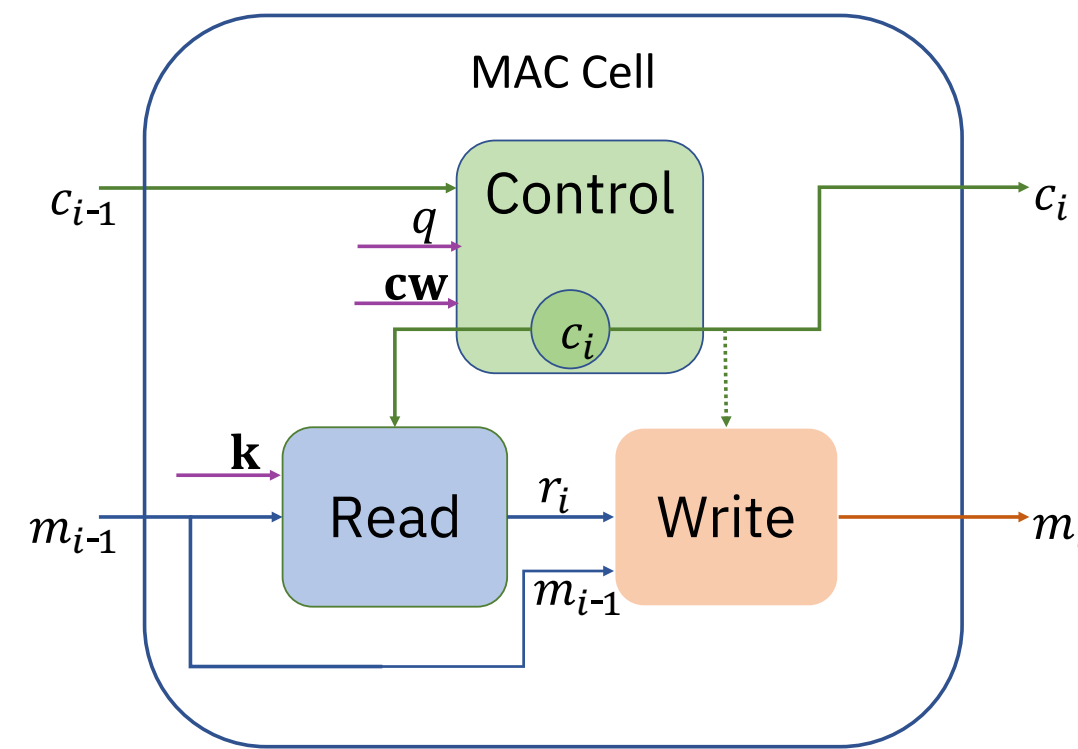 MAC Cell
Control
c_{i-1}
c_i
q
cw
c_i
k
Read
r_i
Write
m_{i-1}
m_{i-1}
m